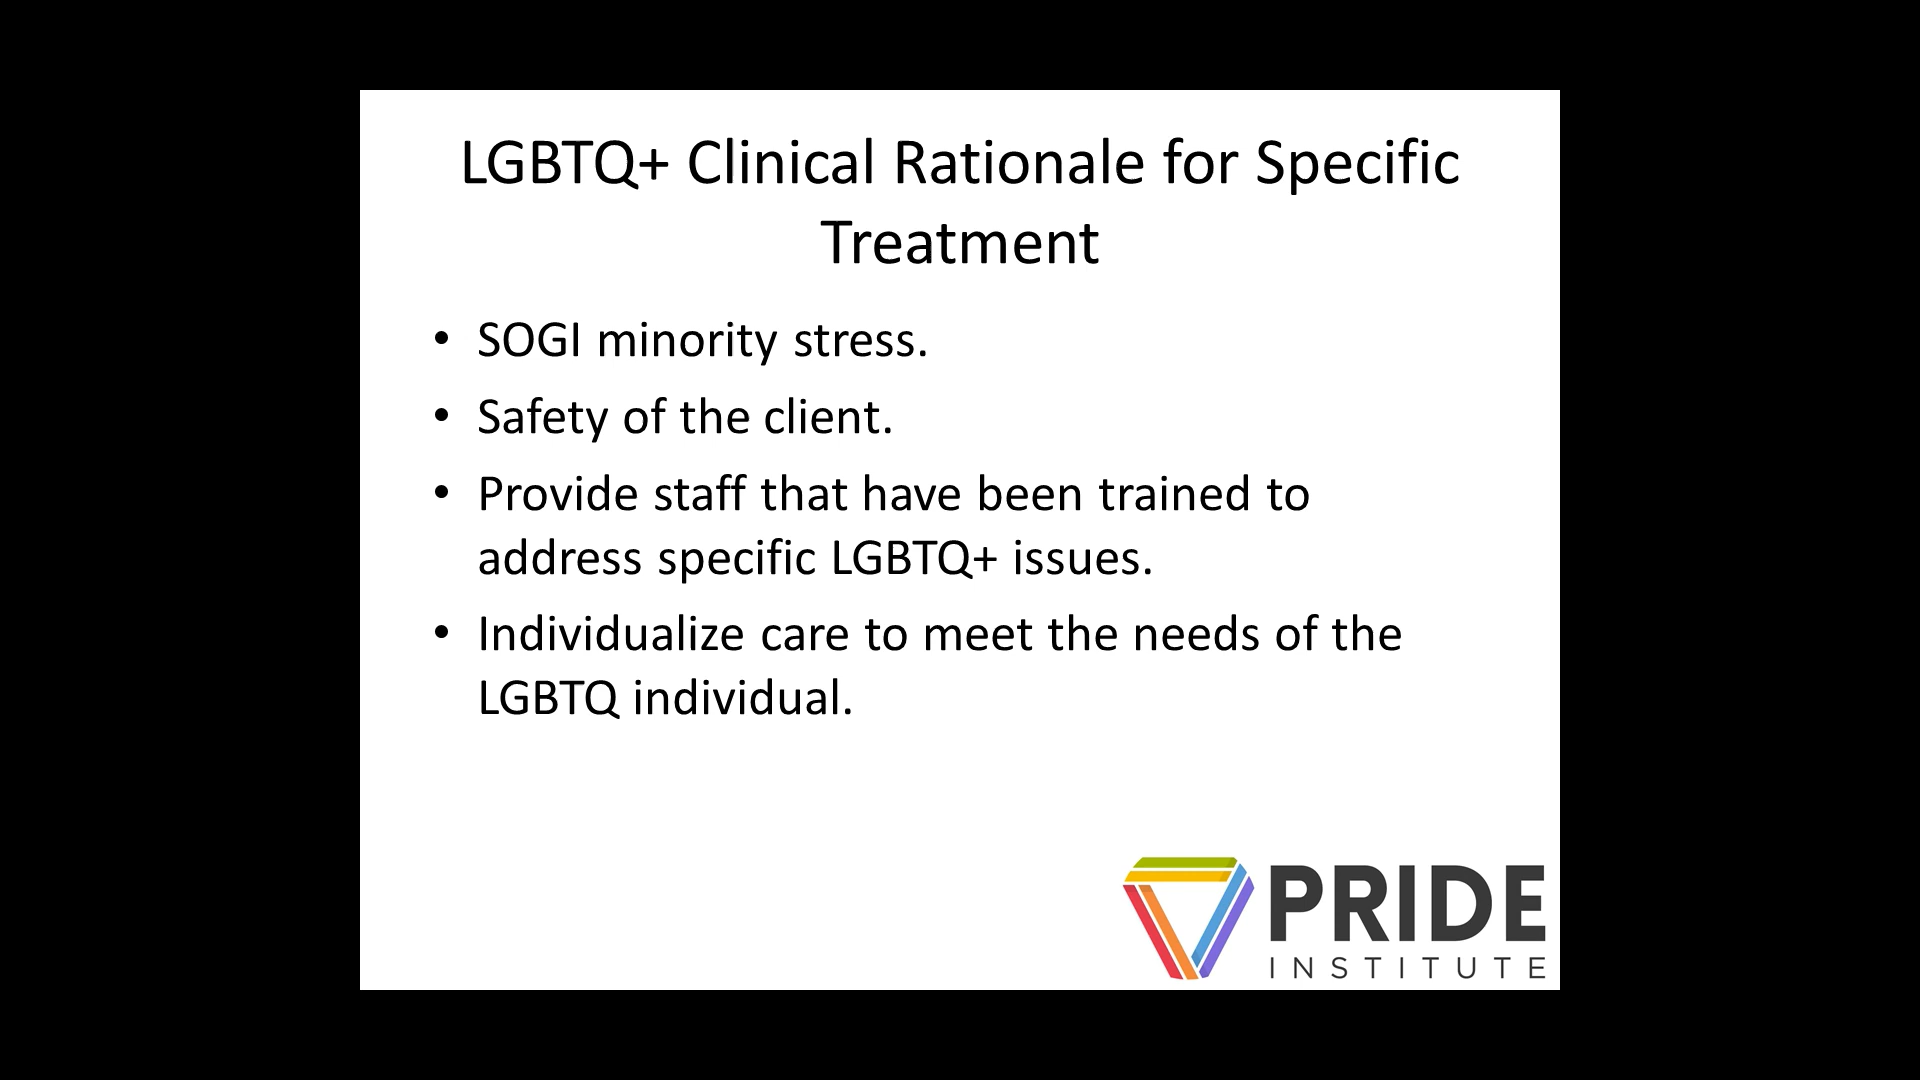 LGBTQ+ Clinical Rationale for Specific
Treatment
• SOGI minority stress.
• Safety of the client.
• Provide staff that have been trained to
address specific LGBTQ+ issues.
• Individualize care to meet the needs of the
LGBTQ individual.
PRIDE
INSTITUTE